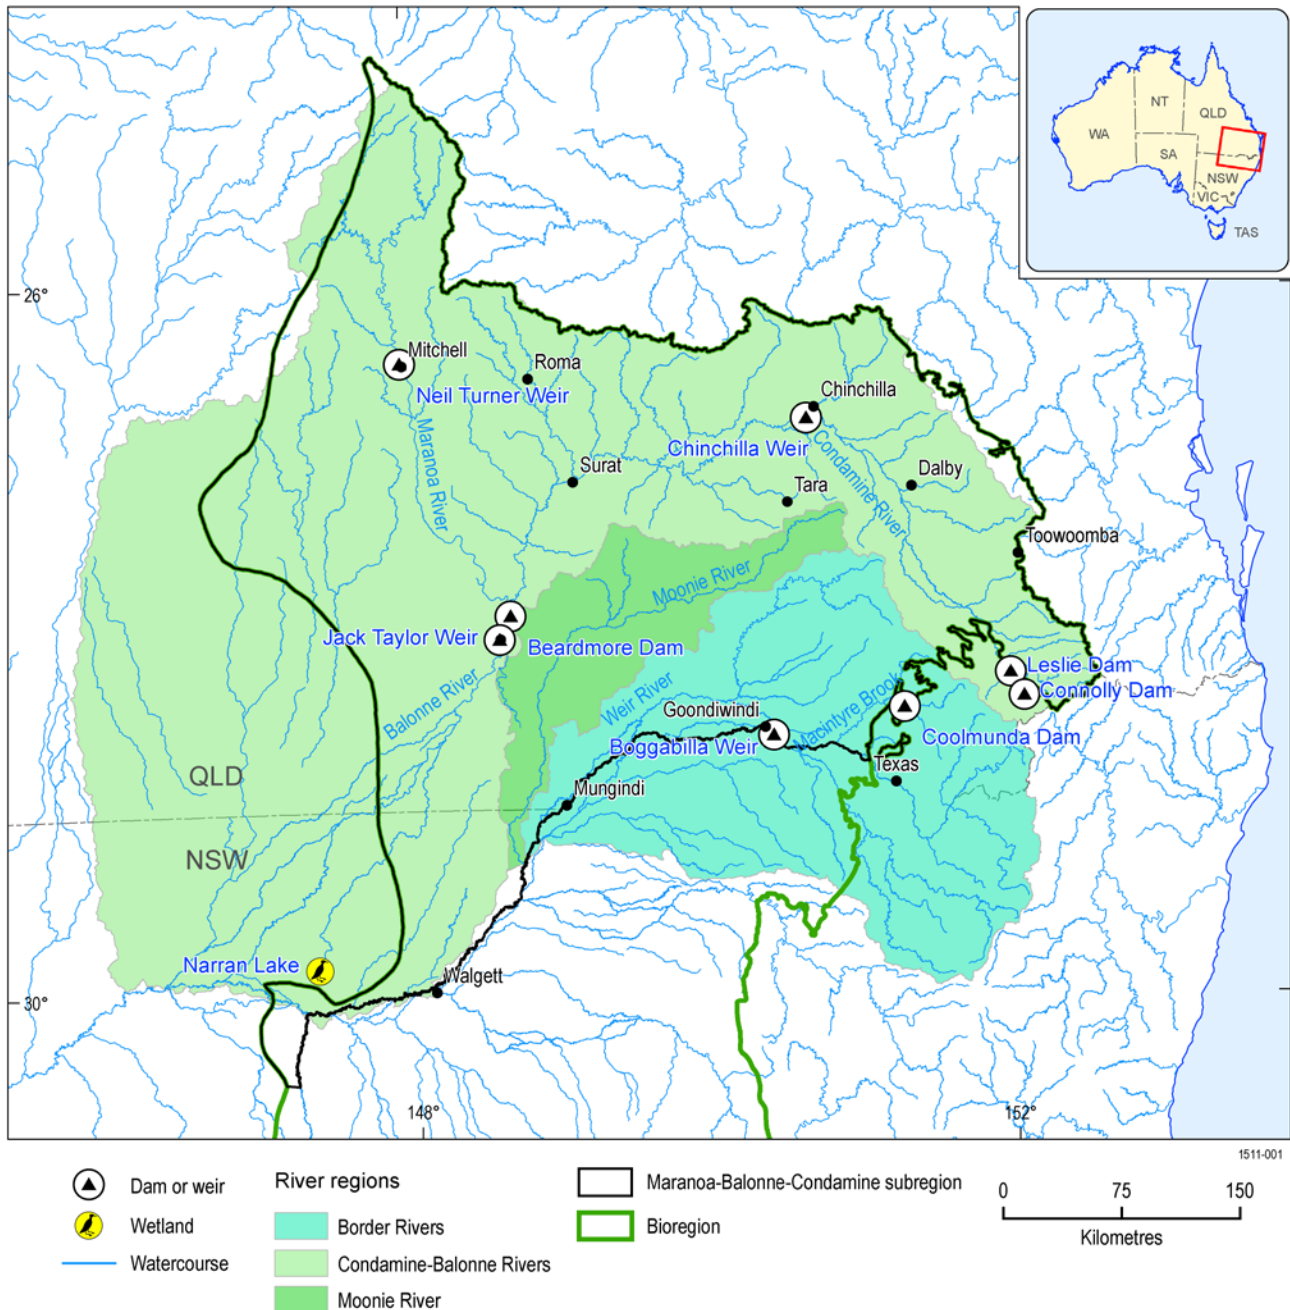 NT
QLD
WA
SA
NSW
VIC
TAS
26°
Mitchell
Roma
Neil Turner Weir
Chinchilla
Chinchilla Weir
Maranoa River
Surat
Condamine River
Dalby
Tara
Toowoomba
Moonie River
Jack Taylor Weir
Beardmore Dam
Leslie Dam
Connolly Dam
Balonne River
Weir River
Goondiwindi
Macintyre Brook
Boggabilla Weir
Coolmunda Dam
Texas
QLD
Mungindi
NSW
Narran Lake
Walgett
30°
148°
152°
1511-001
Dam or weir
Wetland
Watercourse
River regions
Border Rivers
Condamine-Balonne Rivers
Moonie River
Maranoa-Balonne-Condamine subregion
Bioregion
0 75 150
Kilometres